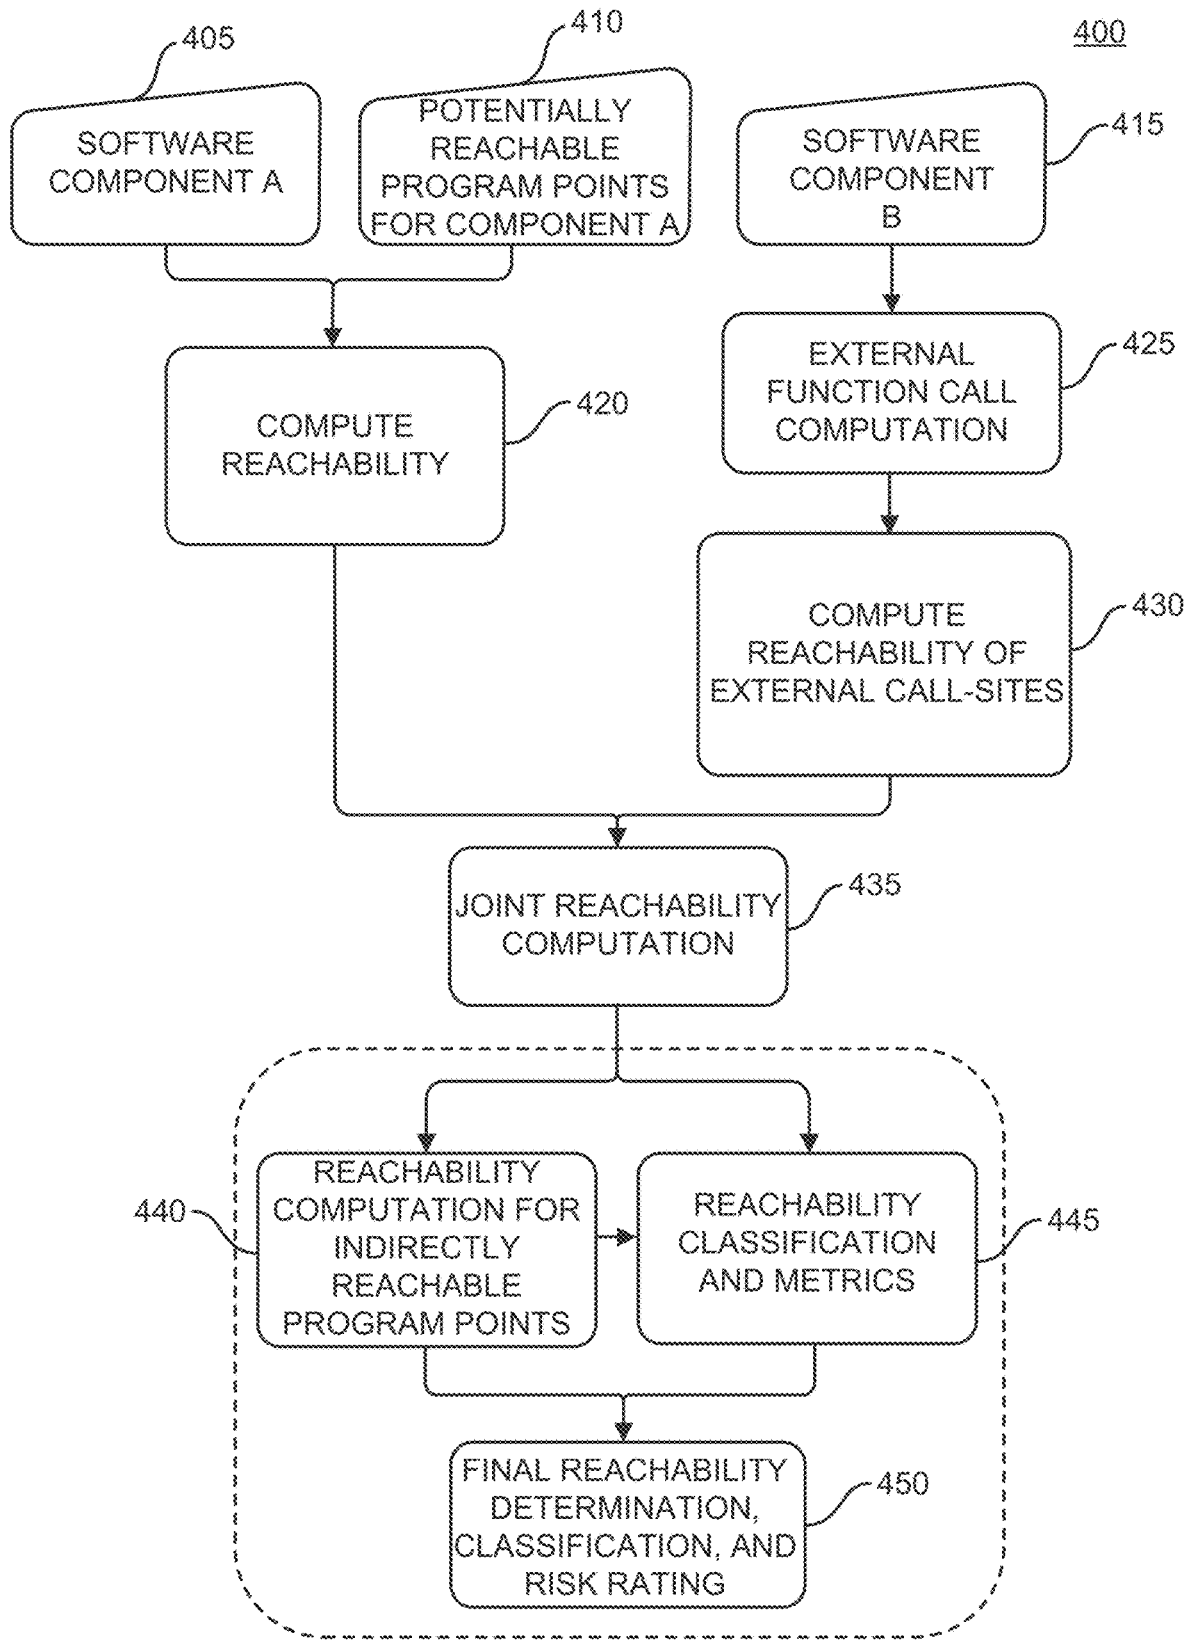 400
405
SOFTWARE
COMPONENT A
410
POTENTIALLY
REACHABLE
PROGRAM POINTS
FOR COMPONENT A
415
SOFTWARE
COMPONENT
B
420
COMPUTE
REACHABILITY
425
EXTERNAL
FUNCTION CALL
COMPUTATION
430
COMPUTE
REACHABILITY OF
EXTERNAL CALL-SITES
435
JOINT REACHABILITY
COMPUTATION
440
REACHABILITY
COMPUTATION FOR
INDIRECTLY
REACHABLE
PROGRAM POINTS
445
REACHABILITY
CLASSIFICATION
AND METRICS
450
FINAL REACHABILITY
DETERMINATION,
CLASSIFICATION, AND
RISK RATING